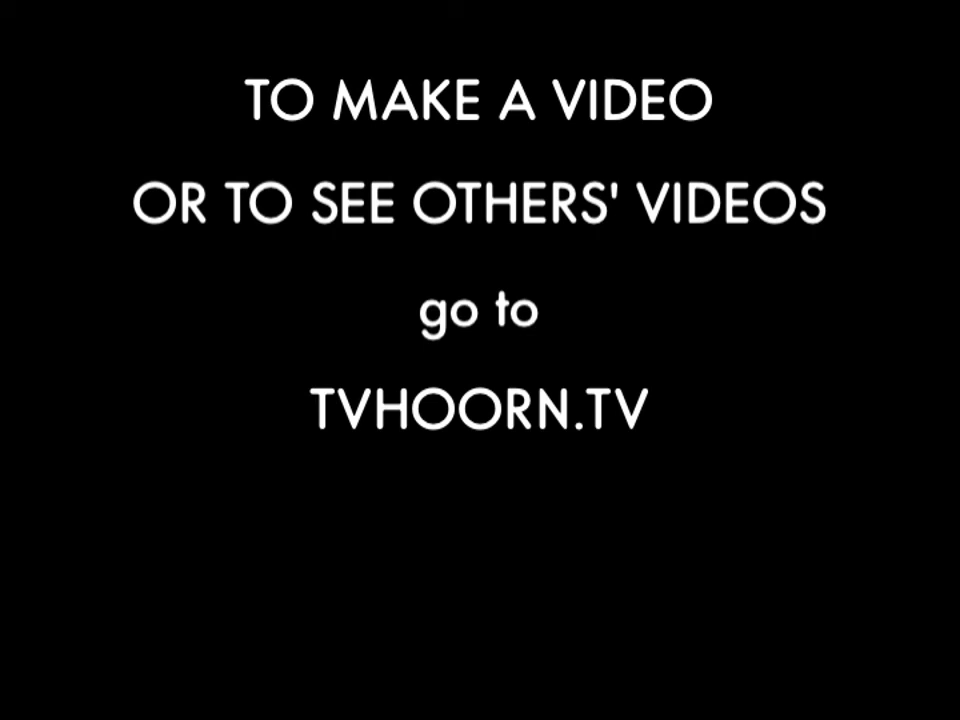 TO MAKE A VIDEO
OR TO SEE OTHERS' VIDEOS
go to
TVHOORN.TV